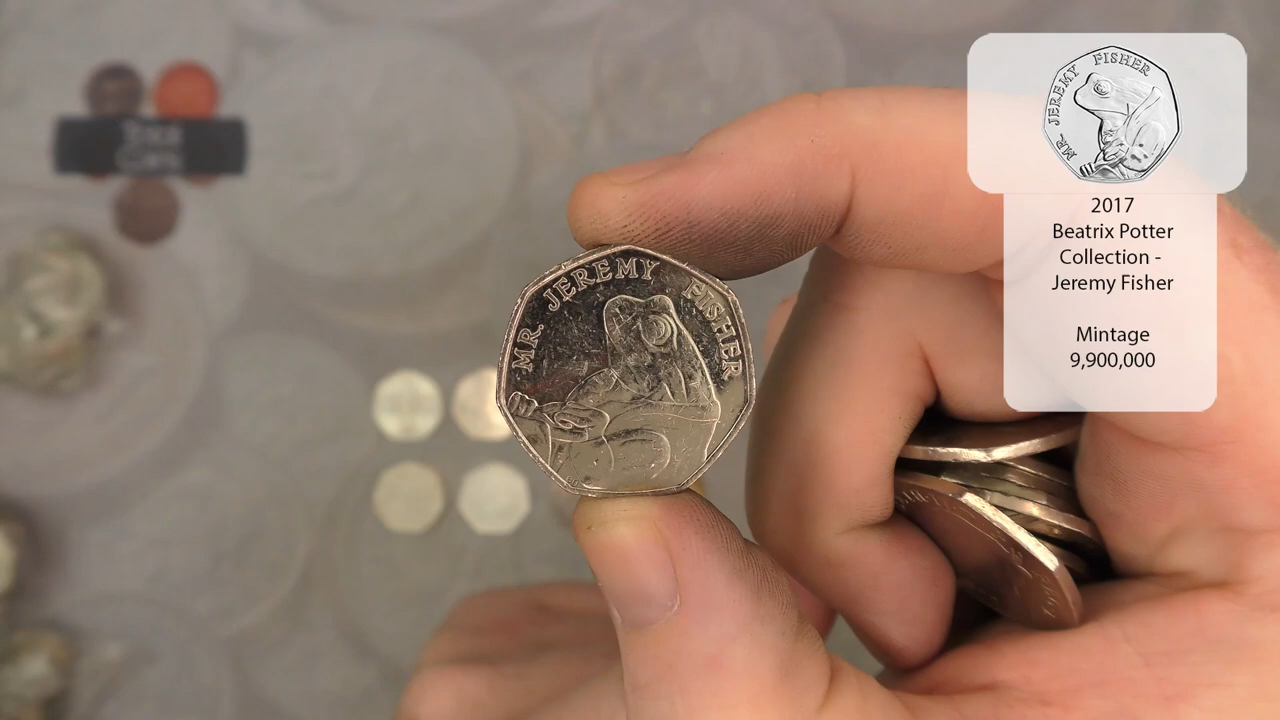 MR. JEREMY FISHER
MR. JEREMY FISHER
2017
Beatrix Potter
Collection -
Jeremy Fisher
Mintage
9,900,000